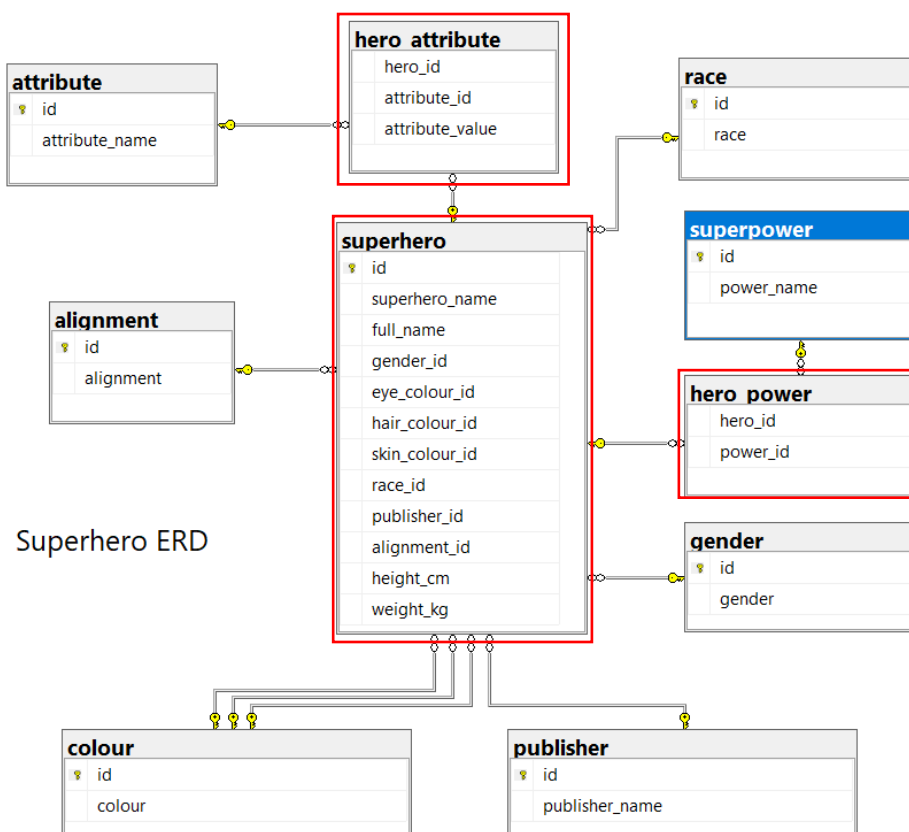 hero_attribute
hero_id
attribute_id
attribute_value
attribute
id
attribute_name
race
id
race
superhero
id
superhero_name
full_name
gender_id
eye_colour_id
hair_colour_id
skin_colour_id
race_id
publisher_id
alignment_id
height_cm
weight_kg
superpower
id
power_name
alignment
id
alignment
hero_power
hero_id
power_id
Superhero ERD
gender
id
gender
colour
id
colour
publisher
id
publisher_name